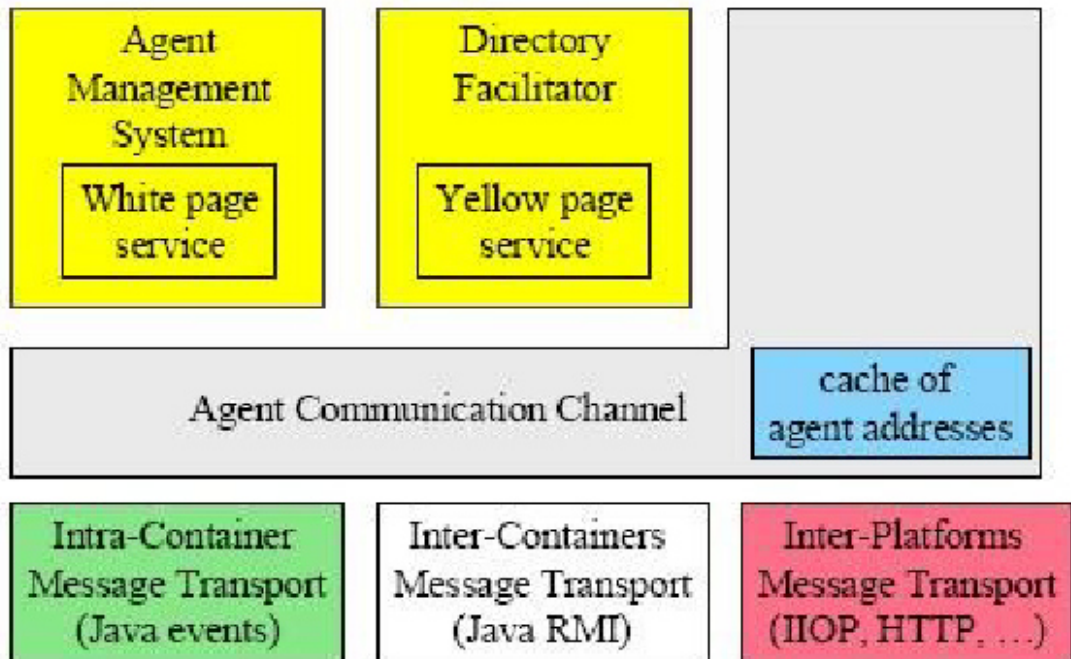 Agent
Management
System
White page
service
Directory
Facilitator
Yellow page
service
Agent Communication Channel
cache of
agent addresses
Intra-Container
Message Transport
(Java events)
Inter-Containers
Message Transport
(Java RMI)
Inter-Platforms
Message Transport
(IIOP, HTTP, …)